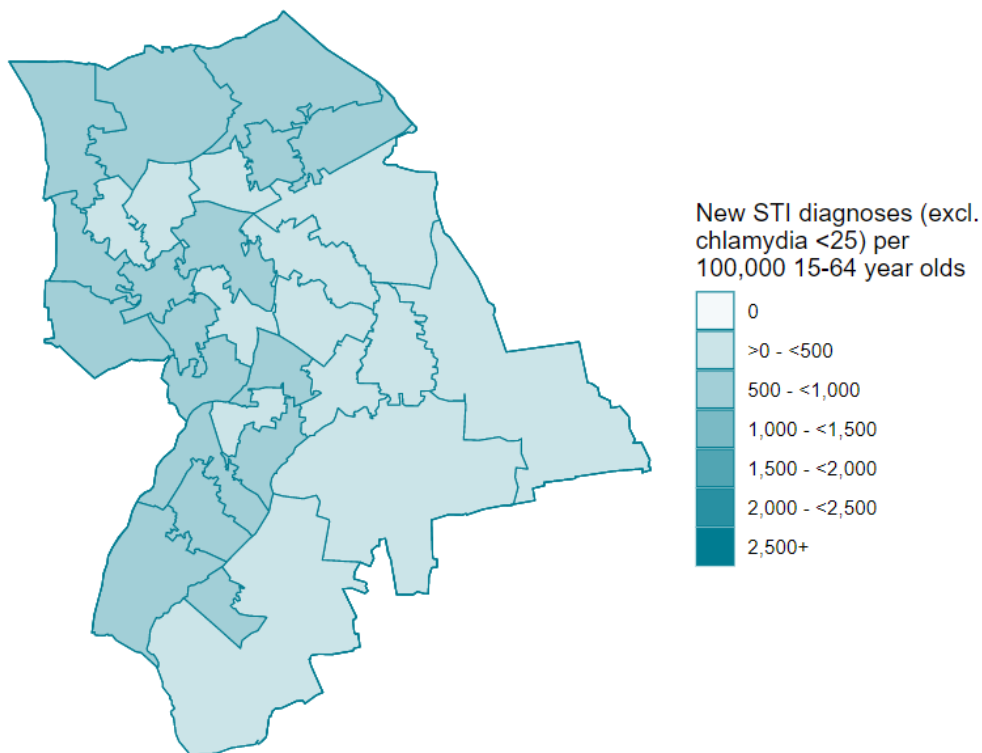 New STI diagnoses (excl.
chlamydia <25) per
100,000 15-64 year olds
0
>0 - <500
500 - <1,000
1,000 - <1,500
1,500 - <2,000
2,000 - <2,500
2,500+